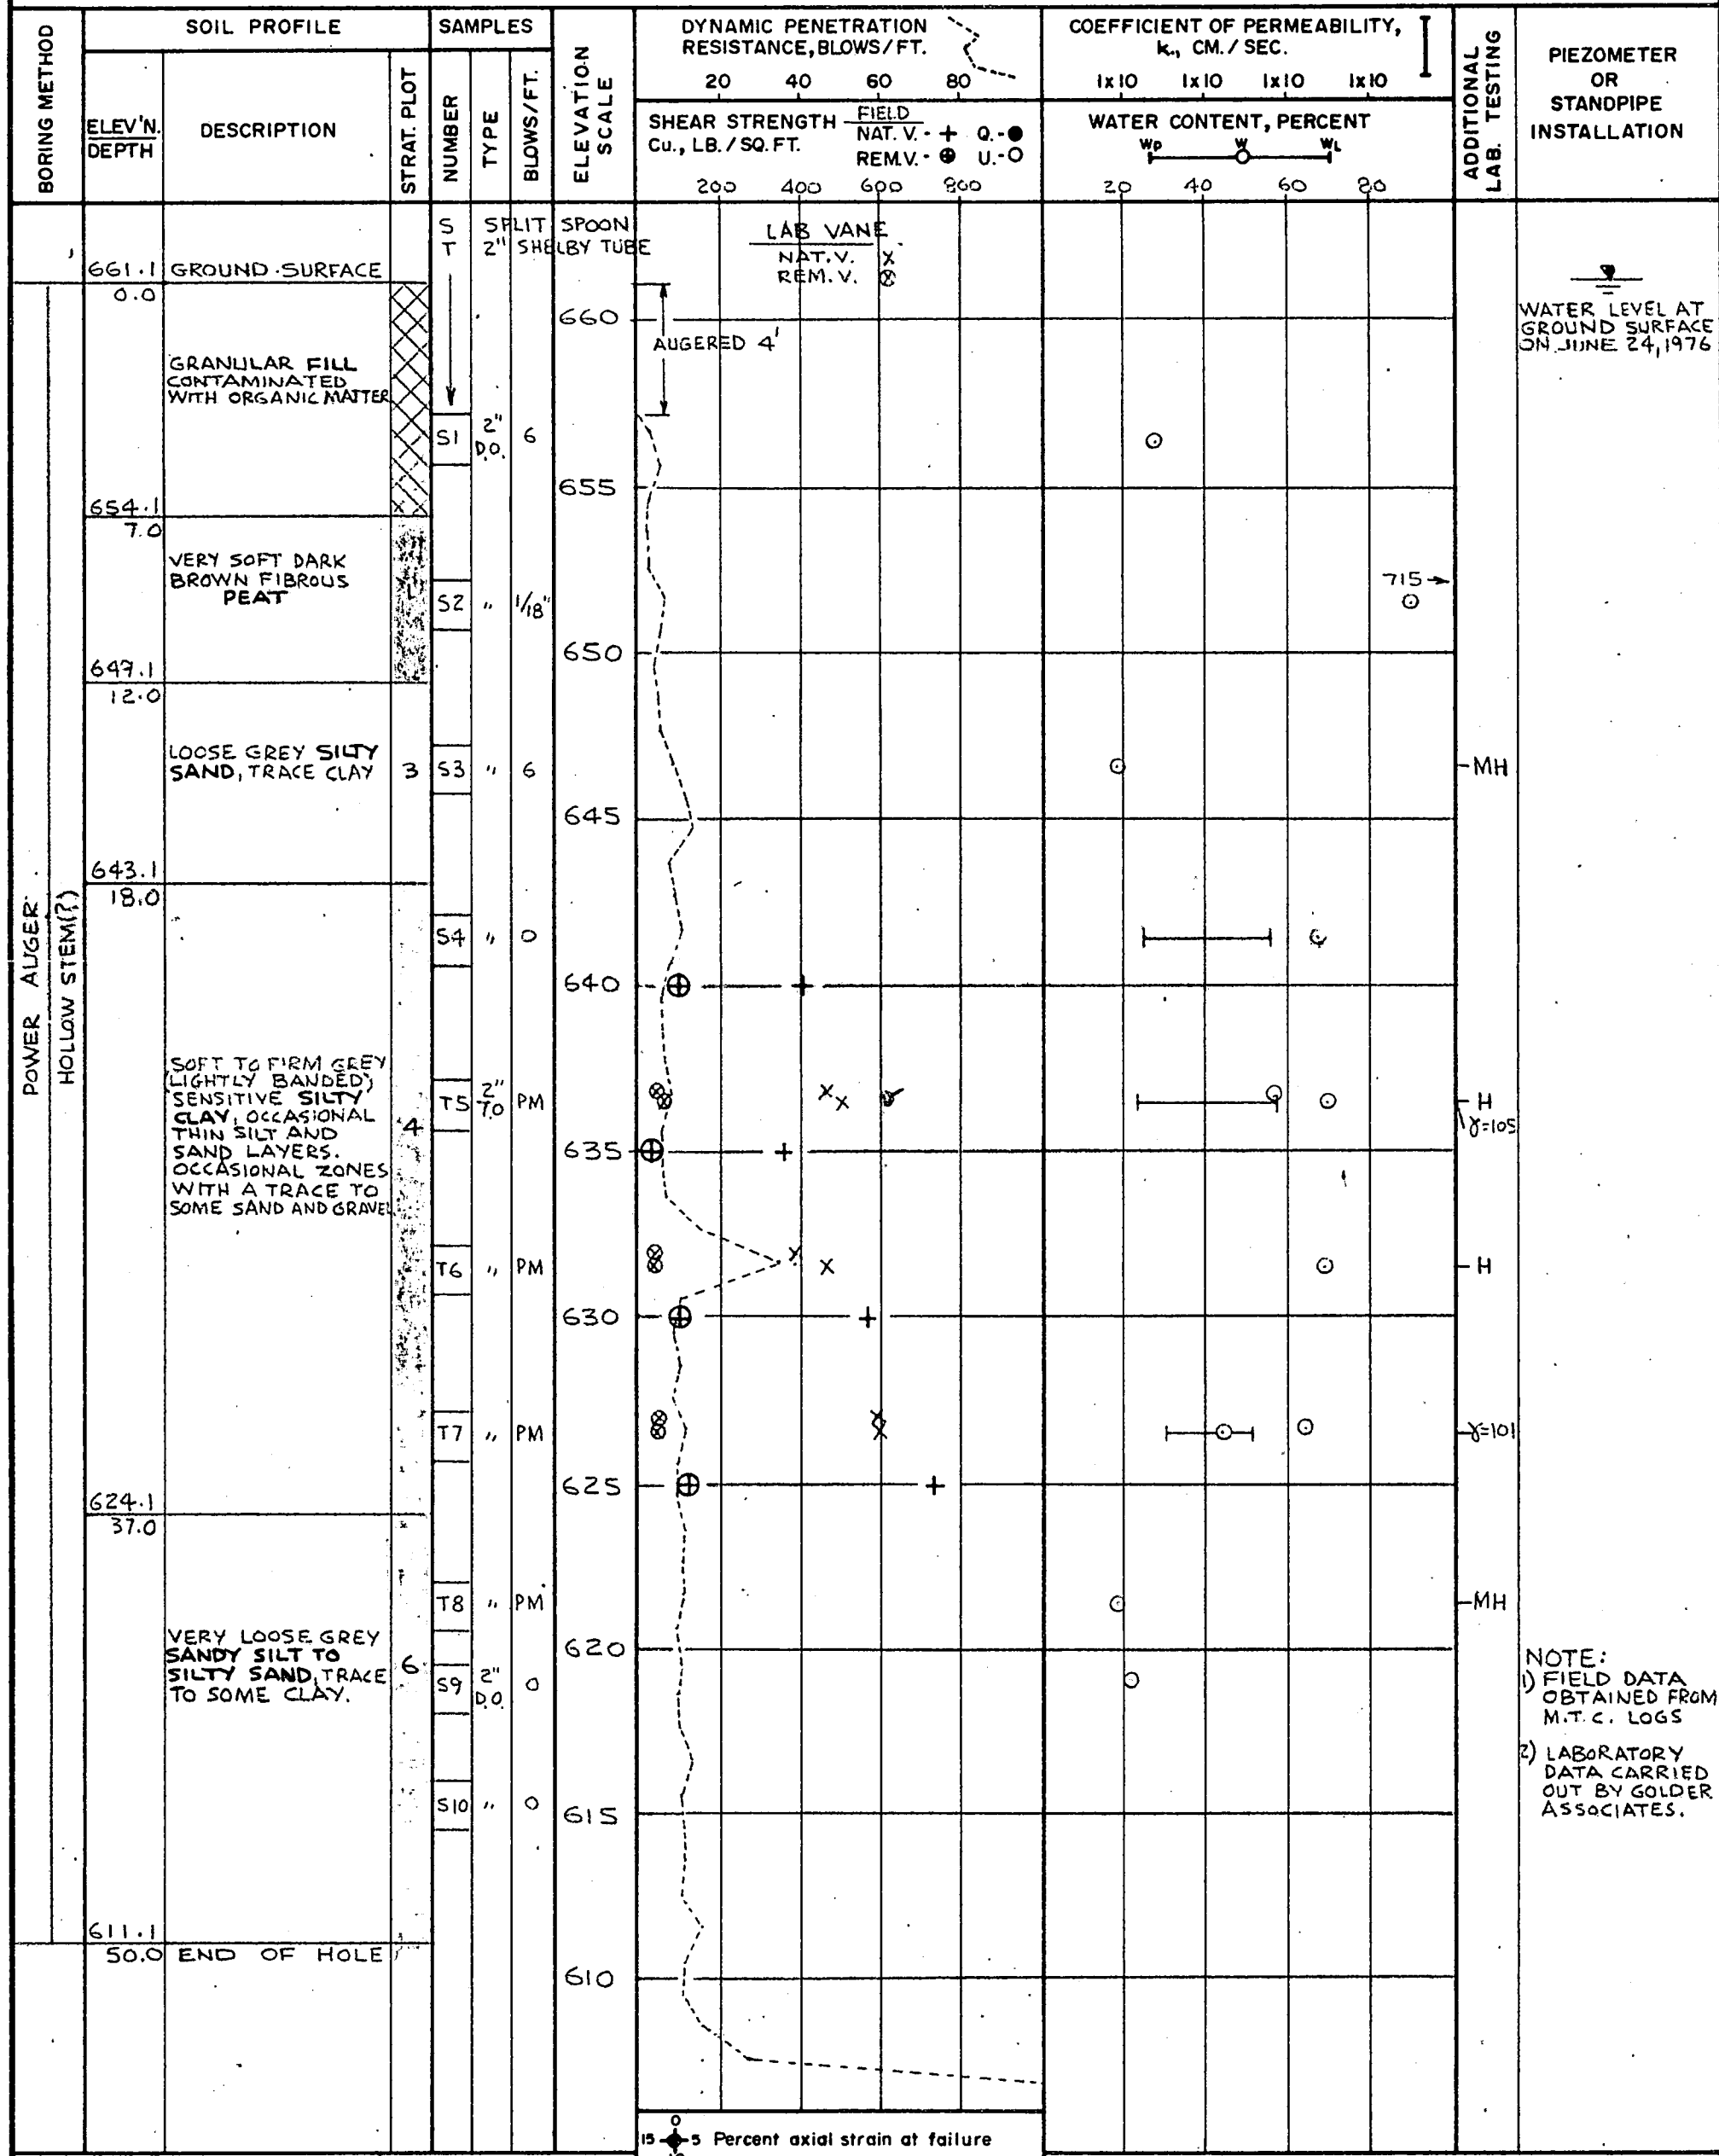 BORING METHOD
SOIL PROFILE
ELEV'N.
DEPTH
DESCRIPTION
STRAT. PLOT
SAMPLES
NUMBER
TYPE
BLOWS/FT.
ELEVATION
SCALE
DYNAMIC PENETRATION
RESISTANCE, BLOWS/FT.
20 40 60 80
SHEAR STRENGTH
Cu., LB./SQ. FT.
FIELD
NAT. V. - + Q. - ●
REM.V. - ⊕ U. - O
200 400 600 800
COEFFICIENT OF PERMEABILITY,
k., CM./SEC.
1x10 1x10 1x10 1x10
WATER CONTENT, PERCENT
Wp W WL
20 40 60 80
ADDITIONAL
LAB. TESTING
PIEZOMETER
OR
STANDPIPE
INSTALLATION
S SPLIT SPOON
T 2" SHELBY TUBE
LAB VANE
NAT. V. X
REM. V. ⊗
661.1 GROUND SURFACE
0.0
660
AUGERED 4'
WATER LEVEL AT
GROUND SURFACE
ON JUNE 24, 1976
GRANULAR FILL
CONTAMINATED
WITH ORGANIC MATTER
S1 2" D.O. 6
655
654.1
7.0
VERY SOFT DARK
BROWN FIBROUS
PEAT
1
S2 " 1/18"
715
650
649.1
12.0
LOOSE GREY SILTY
SAND, TRACE CLAY
3 S3 " 6
MH
645
643.1
18.0
S4 " 0
640
POWER AUGER
HOLLOW STEM(?)
SOFT TO FIRM GREY
(LIGHTLY BANDED)
SENSITIVE SILTY
CLAY, OCCASIONAL
THIN SILT AND
SAND LAYERS.
OCCASIONAL ZONES
WITH A TRACE TO
SOME SAND AND GRAVEL
4
T5 2" T.O PM
H
γ=105
635
T6 " PM
H
630
T7 " PM
γ=101
625
624.1
37.0
T8 " PM
MH
VERY LOOSE GREY
SANDY SILT TO
SILTY SAND, TRACE
TO SOME CLAY.
6
620
S9 2" D.O. 0
S10 " 0
615
NOTE:
1) FIELD DATA
OBTAINED FROM
M.T.C. LOGS
2) LABORATORY
DATA CARRIED
OUT BY GOLDER
ASSOCIATES.
611.1
50.0 END OF HOLE
610
0
15 5 Percent axial strain at failure